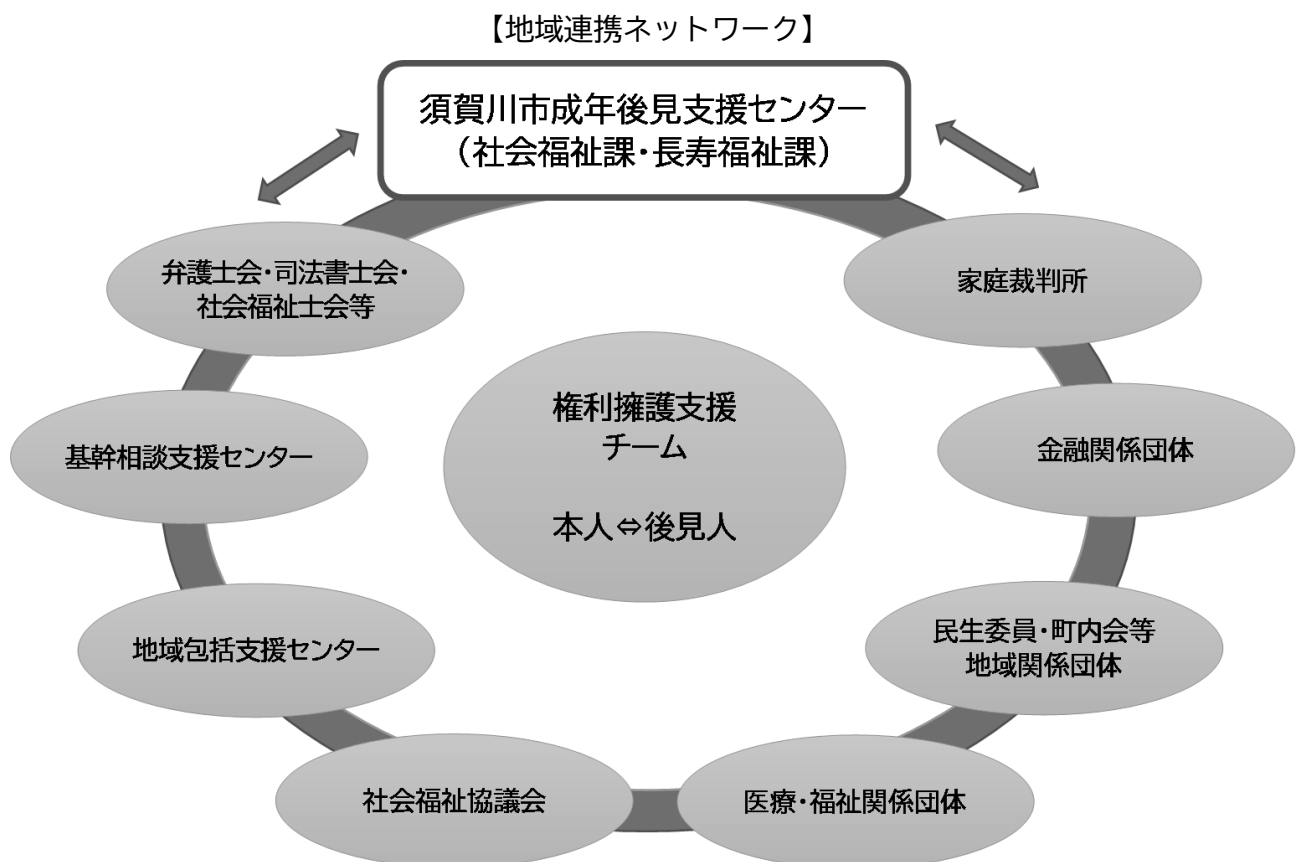 【地域連携ネットワーク】
須賀川市成年後見支援センター
（社会福祉課・長寿福祉課）
弁護士会・司法書士会・
社会福祉士会等
家庭裁判所
権利擁護支援
チーム
本人⇔後見人
基幹相談支援センター
金融関係団体
地域包括支援センター
民生委員・町内会等
地域関係団体
社会福祉協議会
医療・福祉関係団体